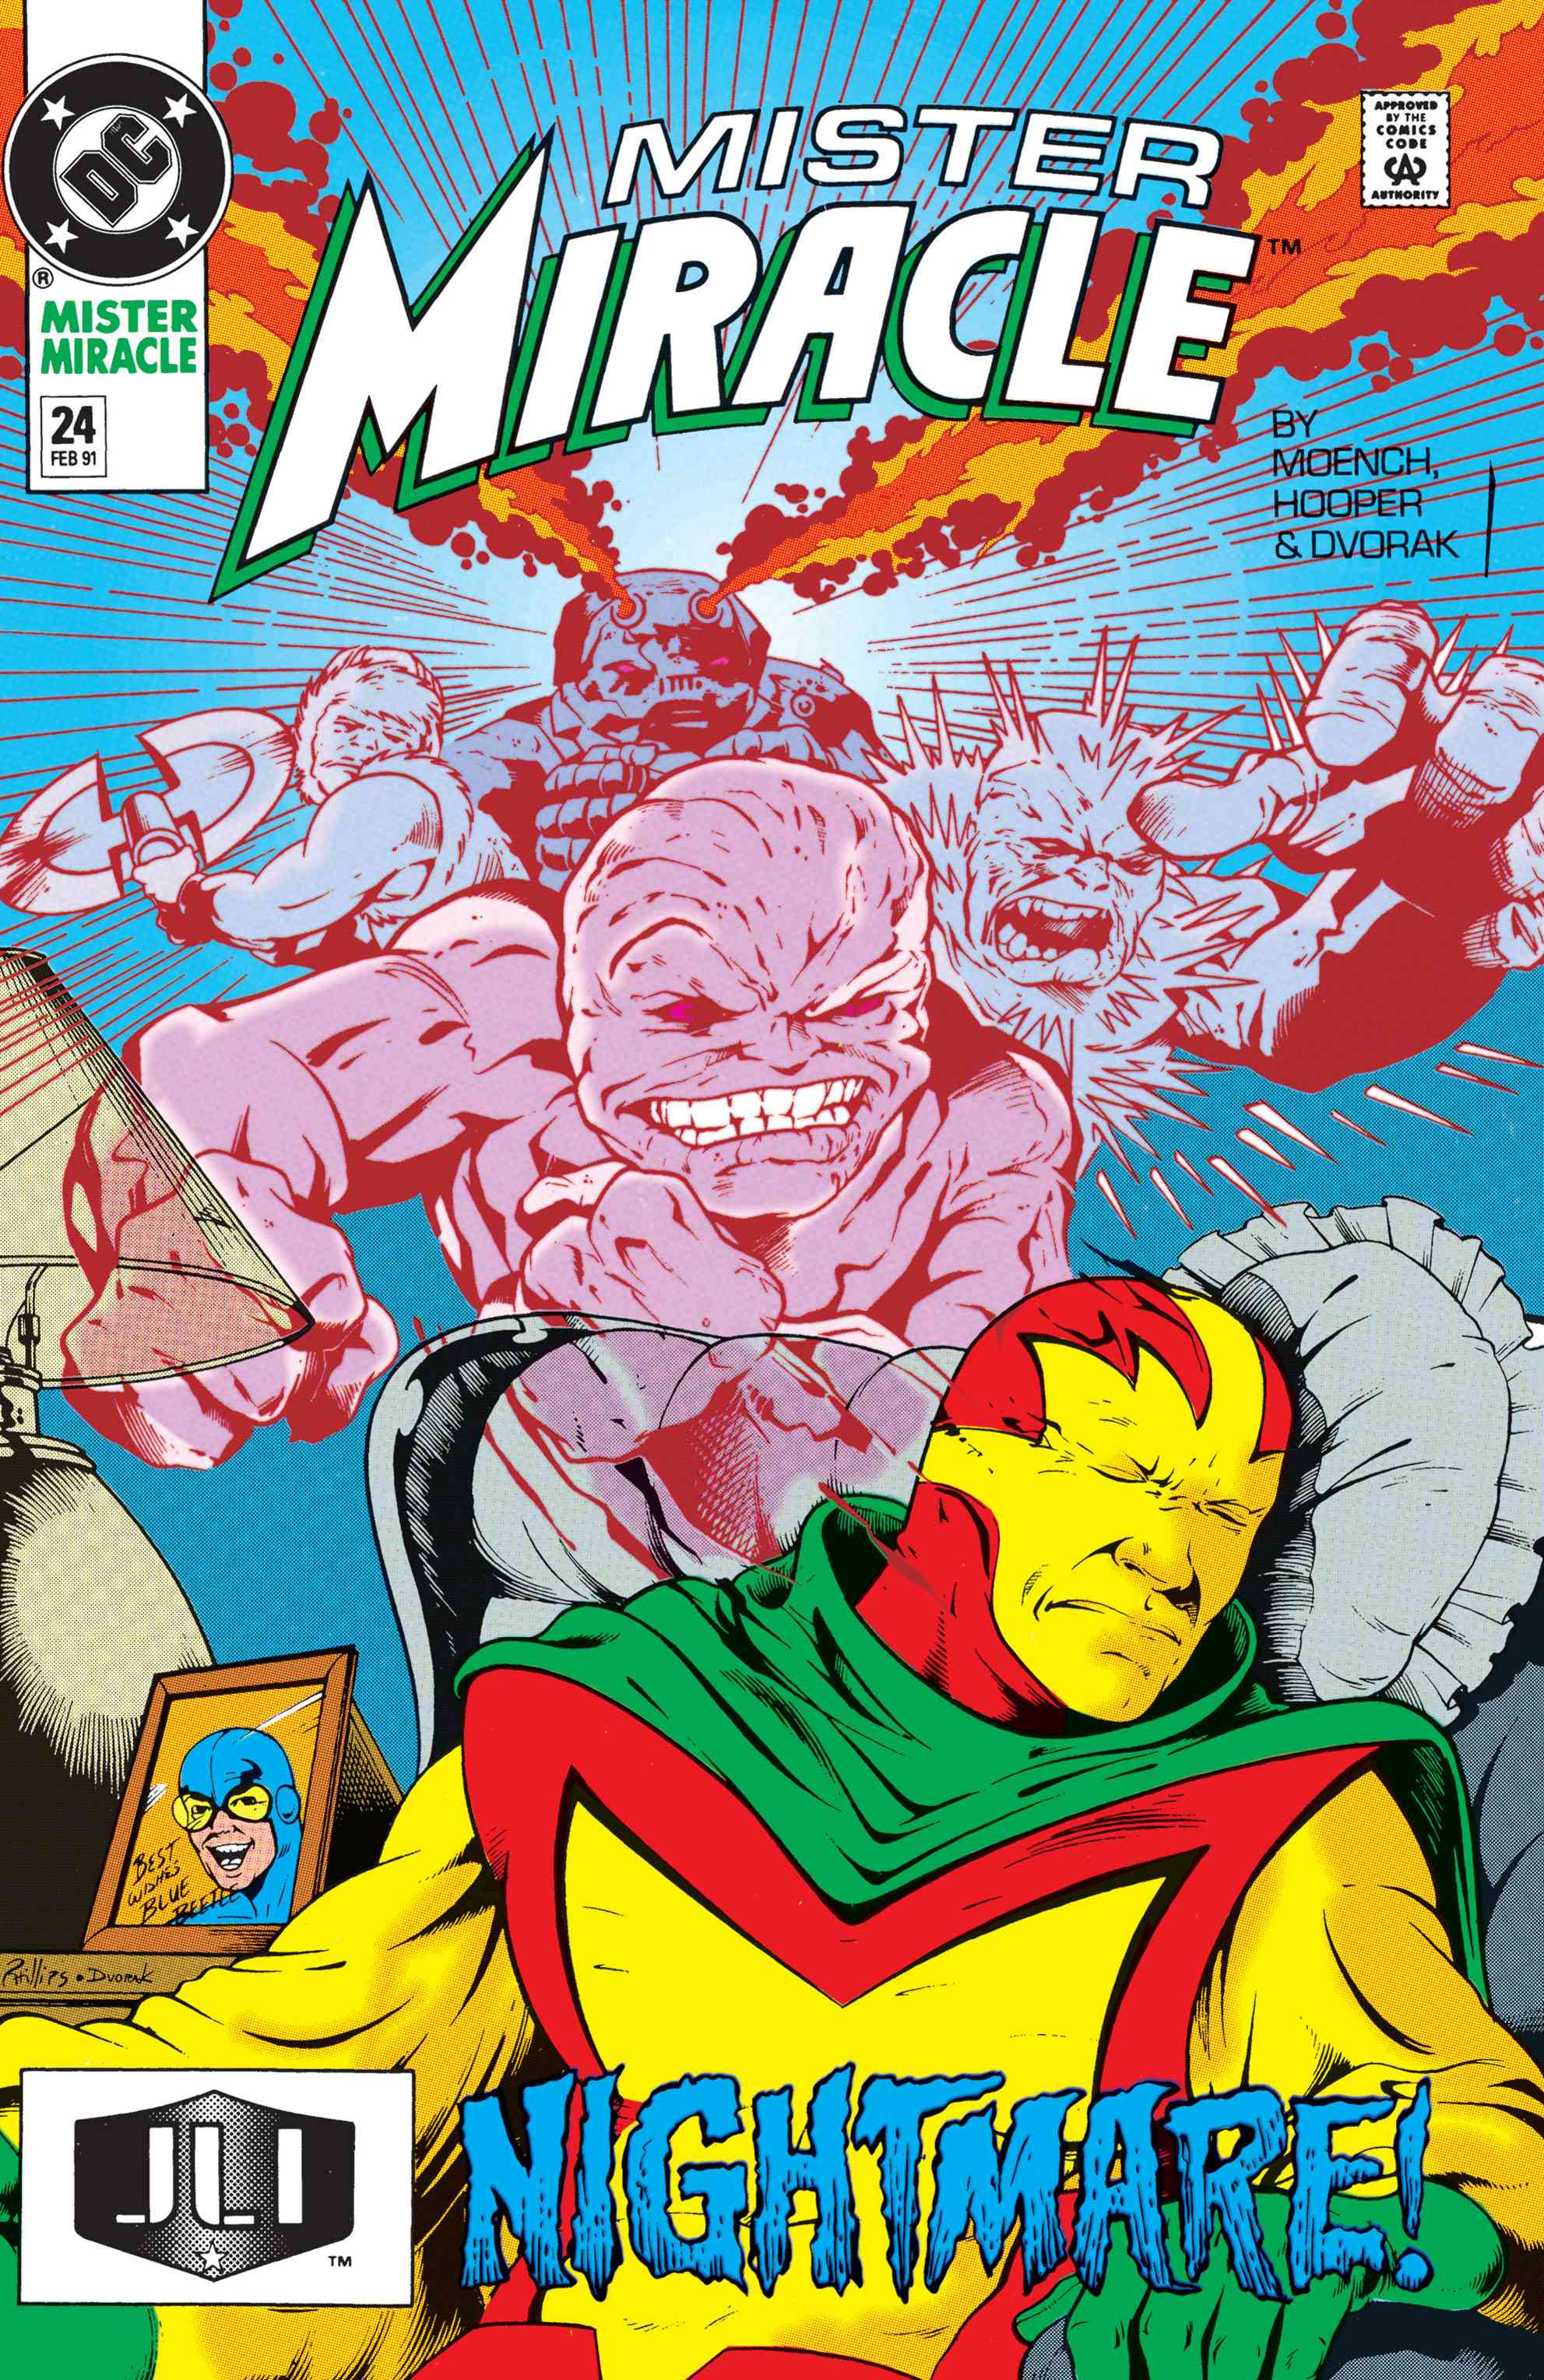 DC
®
MISTER
MIRACLE
24
FEB 91
MISTER
MIRACLE
TM
APPROVED
BY THE
COMICS
CODE
CA
AUTHORITY
BY
MOENCH,
HOOPER
& DVORAK
BEST
WISHES
BLUE
BEETLE
Phillips • Dvorak
JLI
TM
NIGHTMARE!